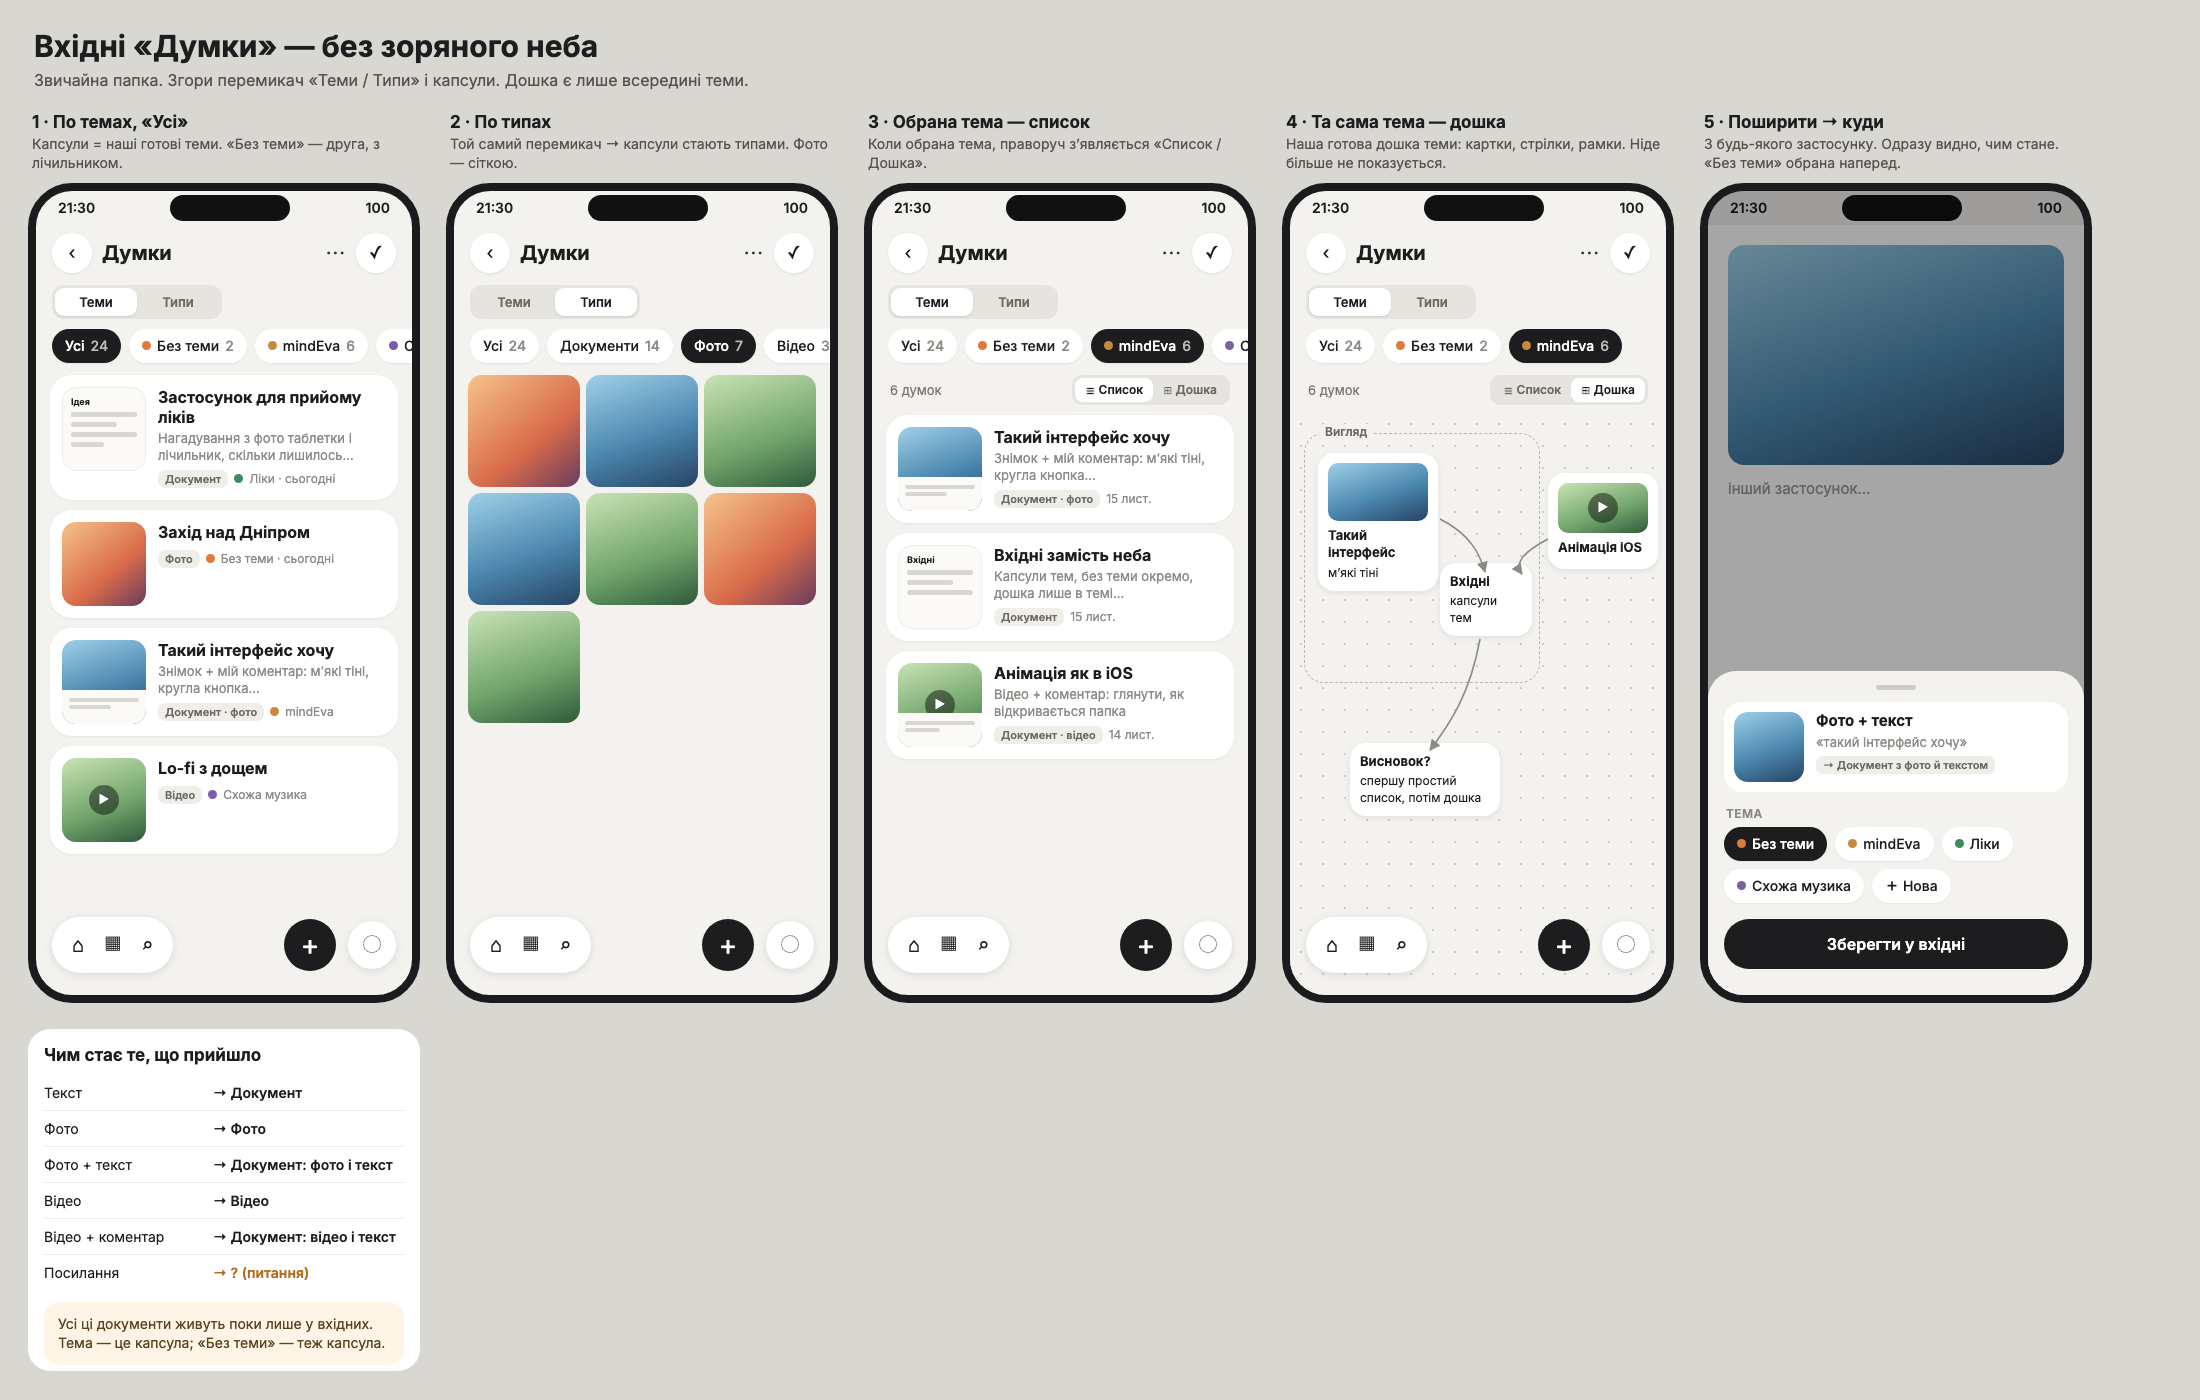 Вхідні «Думки» — без зоряного неба
Звичайна папка. Згори перемикач «Теми / Типи» і капсули. Дошка є лише всередині теми.
1 · По темах, «Усі»
Капсули = наші готові теми. «Без теми» — друга, з
лічильником.
21:30
100
‹
Думки
···
✓
Теми
Типи
Усі 24
Без теми 2
mindEva 6
Ідея
Застосунок для прийому
ліків
Нагадування з фото таблетки і
лічильник, скільки лишилось…
Документ
Ліки · сьогодні
Захід над Дніпром
Фото
Без теми · сьогодні
Такий інтерфейс хочу
Знімок + мій коментар: м’які тіні,
кругла кнопка…
Документ · фото
mindEva
Lo-fi з дощем
Відео
Схожа музика
+
2 · По типах
Той самий перемикач → капсули стають типами. Фото
— сіткою.
21:30
100
‹
Думки
···
✓
Теми
Типи
Усі 24
Документи 14
Фото 7
Відео 3
+
3 · Обрана тема — список
Коли обрана тема, праворуч з’являється «Список /
Дошка».
21:30
100
‹
Думки
···
✓
Теми
Типи
Усі 24
Без теми 2
mindEva 6
6 думок
≡ Список
⊞ Дошка
Такий інтерфейс хочу
Знімок + мій коментар: м’які тіні,
кругла кнопка…
Документ · фото
15 лист.
Вхідні
Вхідні замість неба
Капсули тем, без теми окремо,
дошка лише в темі…
Документ
15 лист.
Анімація як в iOS
Відео + коментар: глянути, як
відкривається папка
Документ · відео
14 лист.
+
4 · Та сама тема — дошка
Наша готова дошка теми: картки, стрілки, рамки. Ніде
більше не показується.
21:30
100
‹
Думки
···
✓
Теми
Типи
Усі 24
Без теми 2
mindEva 6
6 думок
≡ Список
⊞ Дошка
Вигляд
Такий
інтерфейс
м’які тіні
Анімація iOS
Вхідні
капсули
тем
Висновок?
спершу простий
список, потім дошка
+
5 · Поширити → куди
З будь-якого застосунку. Одразу видно, чим стане.
«Без теми» обрана наперед.
21:30
100
інший застосунок…
Фото + текст
«такий інтерфейс хочу»
→ Документ з фото й текстом
ТЕМА
Без теми
mindEva
Ліки
Схожа музика
+ Нова
Зберегти у вхідні
Чим стає те, що прийшло
Текст → Документ
Фото → Фото
Фото + текст → Документ: фото і текст
Відео → Відео
Відео + коментар → Документ: відео і текст
Посилання → ? (питання)
Усі ці документи живуть поки лише у вхідних.
Тема — це капсула; «Без теми» — теж капсула.